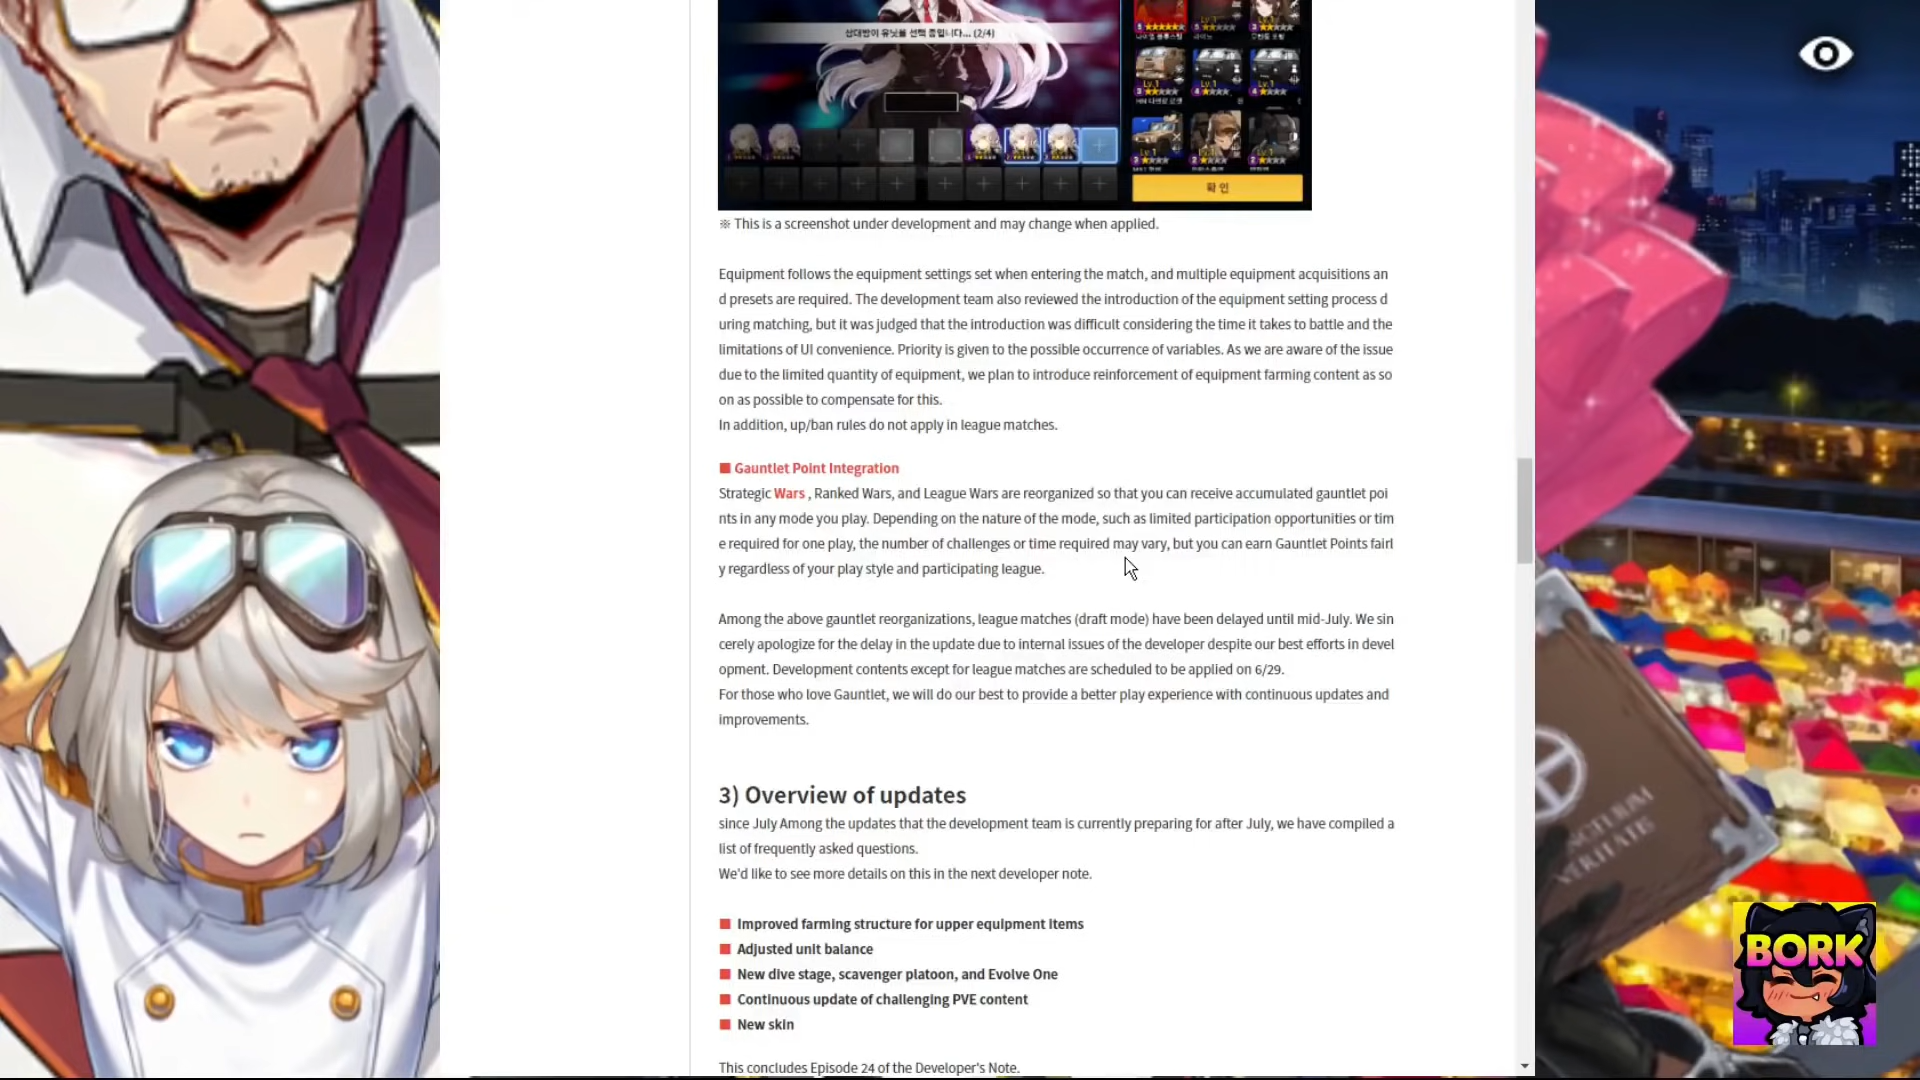 상대방이 유닛을 선택 중입니다... (2/4)
Lv.1
Lv.1
Lv.1
Lv.1
Lv.1
Lv.1
확인
※ This is a screenshot under development and may change when applied.
Equipment follows the equipment settings set when entering the match, and multiple equipment acquisitions an
d presets are required. The development team also reviewed the introduction of the equipment setting process d
uring matching, but it was judged that the introduction was difficult considering the time it takes to battle and the
limitations of UI convenience. Priority is given to the possible occurrence of variables. As we are aware of the issue
due to the limited quantity of equipment, we plan to introduce reinforcement of equipment farming content as so
on as possible to compensate for this.
In addition, up/ban rules do not apply in league matches.
■ Gauntlet Point Integration
Strategic Wars , Ranked Wars, and League Wars are reorganized so that you can receive accumulated gauntlet poi
nts in any mode you play. Depending on the nature of the mode, such as limited participation opportunities or tim
e required for one play, the number of challenges or time required may vary, but you can earn Gauntlet Points fairl
y regardless of your play style and participating league.
Among the above gauntlet reorganizations, league matches (draft mode) have been delayed until mid-July. We sin
cerely apologize for the delay in the update due to internal issues of the developer despite our best efforts in devel
opment. Development contents except for league matches are scheduled to be applied on 6/29.
For those who love Gauntlet, we will do our best to provide a better play experience with continuous updates and
improvements.
3) Overview of updates
since July Among the updates that the development team is currently preparing for after July, we have compiled a
list of frequently asked questions.
We'd like to see more details on this in the next developer note.
■ Improved farming structure for upper equipment items
■ Adjusted unit balance
■ New dive stage, scavenger platoon, and Evolve One
■ Continuous update of challenging PVE content
■ New skin
This concludes Episode 24 of the Developer's Note.
VERITATIS
BORK